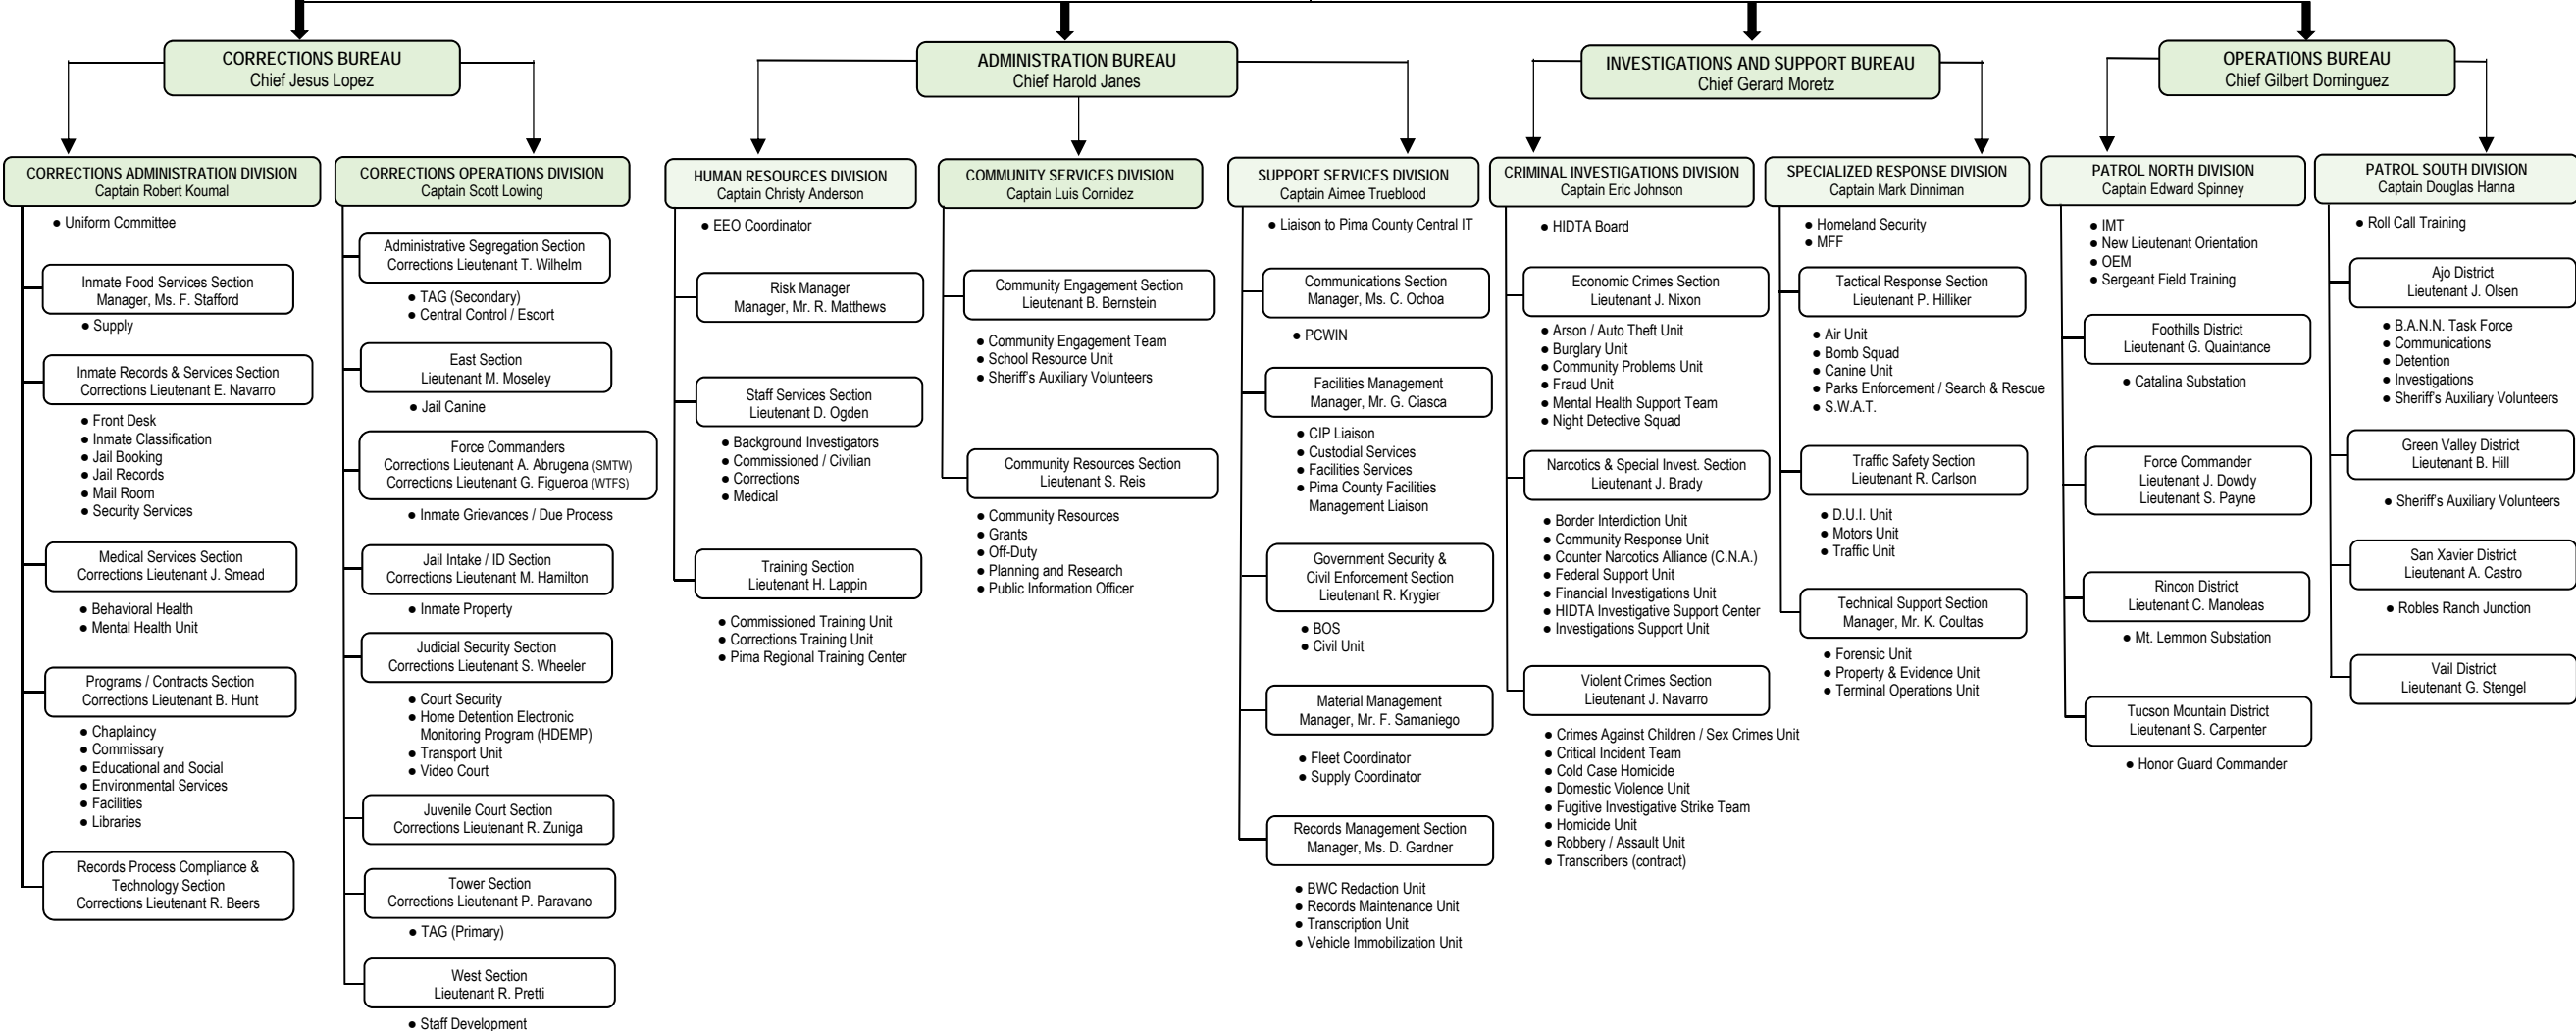 CORRECTIONS BUREAU
Chief Jesus Lopez
ADMINISTRATION BUREAU
Chief Harold Janes
INVESTIGATIONS AND SUPPORT BUREAU
Chief Gerard Moretz
OPERATIONS BUREAU
Chief Gilbert Dominguez
CORRECTIONS ADMINISTRATION DIVISION
Captain Robert Koumal
● Uniform Committee
Inmate Food Services Section
Manager, Ms. F. Stafford
● Supply
Inmate Records & Services Section
Corrections Lieutenant E. Navarro
● Front Desk
● Inmate Classification
● Jail Booking
● Jail Records
● Mail Room
● Security Services
Medical Services Section
Corrections Lieutenant J. Smead
● Behavioral Health
● Mental Health Unit
Programs / Contracts Section
Corrections Lieutenant B. Hunt
● Chaplaincy
● Commissary
● Educational and Social
● Environmental Services
● Facilities
● Libraries
Records Process Compliance &
Technology Section
Corrections Lieutenant R. Beers
CORRECTIONS OPERATIONS DIVISION
Captain Scott Lowing
Administrative Segregation Section
Corrections Lieutenant T. Wilhelm
● TAG (Secondary)
● Central Control / Escort
East Section
Lieutenant M. Moseley
● Jail Canine
Force Commanders
Corrections Lieutenant A. Abrugena (SMTW)
Corrections Lieutenant G. Figueroa (WTFS)
● Inmate Grievances / Due Process
Jail Intake / ID Section
Corrections Lieutenant M. Hamilton
● Inmate Property
Judicial Security Section
Corrections Lieutenant S. Wheeler
● Court Security
● Home Detention Electronic
Monitoring Program (HDEMP)
● Transport Unit
● Video Court
Juvenile Court Section
Corrections Lieutenant R. Zuniga
Tower Section
Corrections Lieutenant P. Paravano
● TAG (Primary)
West Section
Lieutenant R. Pretti
● Staff Development
HUMAN RESOURCES DIVISION
Captain Christy Anderson
● EEO Coordinator
Risk Manager
Manager, Mr. R. Matthews
Staff Services Section
Lieutenant D. Ogden
● Background Investigators
● Commissioned / Civilian
● Corrections
● Medical
Training Section
Lieutenant H. Lappin
● Commissioned Training Unit
● Corrections Training Unit
● Pima Regional Training Center
COMMUNITY SERVICES DIVISION
Captain Luis Cornidez
Community Engagement Section
Lieutenant B. Bernstein
● Community Engagement Team
● School Resource Unit
● Sheriff's Auxiliary Volunteers
Community Resources Section
Lieutenant S. Reis
● Community Resources
● Grants
● Off-Duty
● Planning and Research
● Public Information Officer
SUPPORT SERVICES DIVISION
Captain Aimee Trueblood
● Liaison to Pima County Central IT
Communications Section
Manager, Ms. C. Ochoa
● PCWIN
Facilities Management
Manager, Mr. G. Ciasca
● CIP Liaison
● Custodial Services
● Facilities Services
● Pima County Facilities
Management Liaison
Government Security &
Civil Enforcement Section
Lieutenant R. Krygier
● BOS
● Civil Unit
Material Management
Manager, Mr. F. Samaniego
● Fleet Coordinator
● Supply Coordinator
Records Management Section
Manager, Ms. D. Gardner
● BWC Redaction Unit
● Records Maintenance Unit
● Transcription Unit
● Vehicle Immobilization Unit
CRIMINAL INVESTIGATIONS DIVISION
Captain Eric Johnson
● HIDTA Board
Economic Crimes Section
Lieutenant J. Nixon
● Arson / Auto Theft Unit
● Burglary Unit
● Community Problems Unit
● Fraud Unit
● Mental Health Support Team
● Night Detective Squad
Narcotics & Special Invest. Section
Lieutenant J. Brady
● Border Interdiction Unit
● Community Response Unit
● Counter Narcotics Alliance (C.N.A.)
● Federal Support Unit
● Financial Investigations Unit
● HIDTA Investigative Support Center
● Investigations Support Unit
Violent Crimes Section
Lieutenant J. Navarro
● Crimes Against Children / Sex Crimes Unit
● Critical Incident Team
● Cold Case Homicide
● Domestic Violence Unit
● Fugitive Investigative Strike Team
● Homicide Unit
● Robbery / Assault Unit
● Transcribers (contract)
SPECIALIZED RESPONSE DIVISION
Captain Mark Dinniman
● Homeland Security
● MFF
Tactical Response Section
Lieutenant P. Hilliker
● Air Unit
● Bomb Squad
● Canine Unit
● Parks Enforcement / Search & Rescue
● S.W.A.T.
Traffic Safety Section
Lieutenant R. Carlson
● D.U.I. Unit
● Motors Unit
● Traffic Unit
Technical Support Section
Manager, Mr. K. Coultas
● Forensic Unit
● Property & Evidence Unit
● Terminal Operations Unit
PATROL NORTH DIVISION
Captain Edward Spinney
● IMT
● New Lieutenant Orientation
● OEM
● Sergeant Field Training
Foothills District
Lieutenant G. Quaintance
● Catalina Substation
Force Commander
Lieutenant J. Dowdy
Lieutenant S. Payne
Rincon District
Lieutenant C. Manoleas
● Mt. Lemmon Substation
Tucson Mountain District
Lieutenant S. Carpenter
● Honor Guard Commander
PATROL SOUTH DIVISION
Captain Douglas Hanna
● Roll Call Training
Ajo District
Lieutenant J. Olsen
● B.A.N.N. Task Force
● Communications
● Detention
● Investigations
● Sheriff's Auxiliary Volunteers
Green Valley District
Lieutenant B. Hill
● Sheriff's Auxiliary Volunteers
San Xavier District
Lieutenant A. Castro
● Robles Ranch Junction
Vail District
Lieutenant G. Stengel